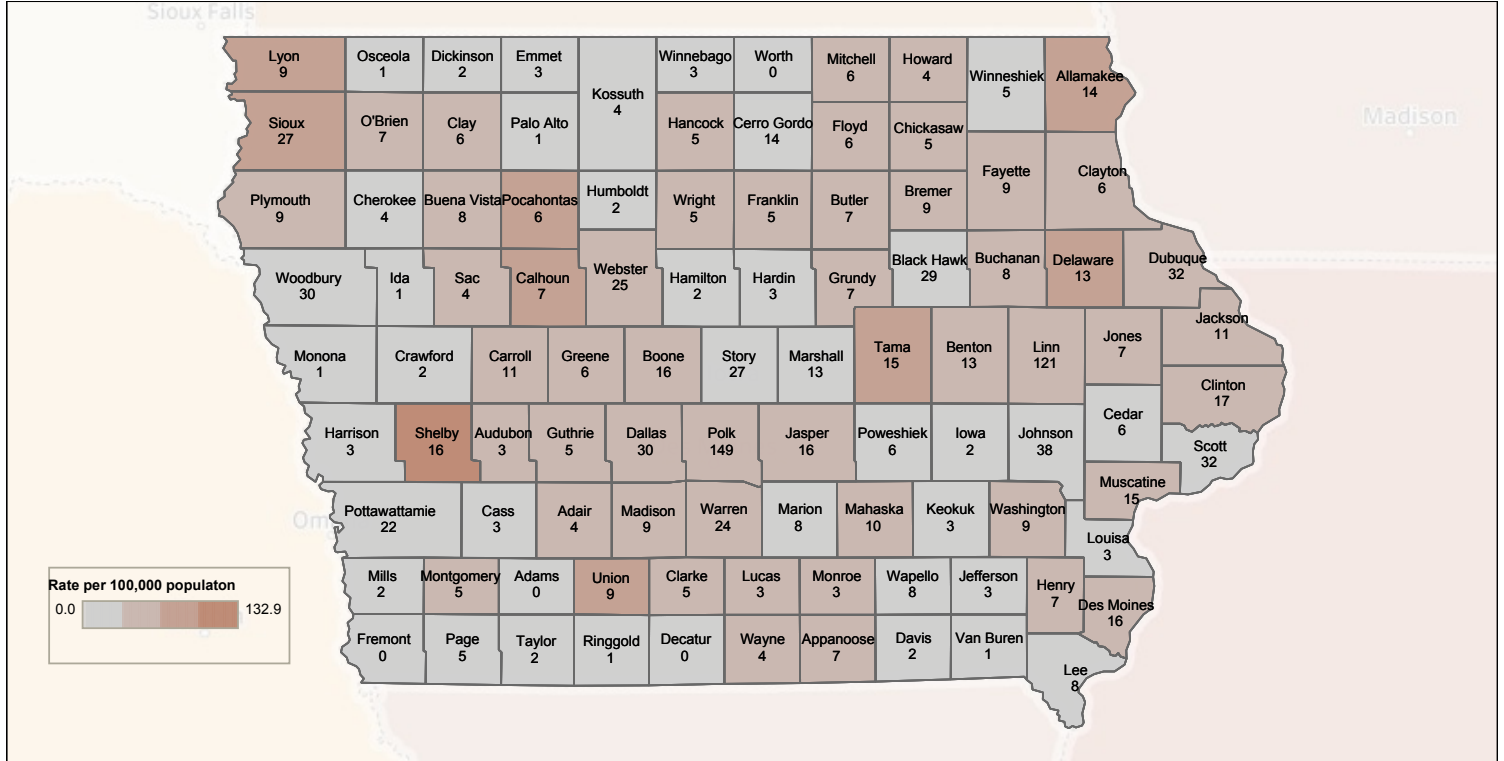 Sioux Falls
Lyon
9
Osceola
1
Dickinson
2
Emmet
3
Kossuth
4
Winnebago
3
Worth
0
Mitchell
6
Howard
4
Winneshiek
5
Allamakee
14
Madison
Sioux
27
O'Brien
7
Clay
6
Palo Alto
1
Hancock
5
Cerro Gordo
14
Floyd
6
Chickasaw
5
Fayette
9
Clayton
6
Plymouth
9
Cherokee
4
Buena Vista
8
Pocahontas
6
Humboldt
2
Wright
5
Franklin
5
Butler
7
Bremer
9
Woodbury
30
Ida
1
Sac
4
Calhoun
7
Webster
25
Hamilton
2
Hardin
3
Grundy
7
Black Hawk
29
Buchanan
8
Delaware
13
Dubuque
32
Monona
1
Crawford
2
Carroll
11
Greene
6
Boone
16
Story
27
Marshall
13
Tama
15
Benton
13
Linn
121
Jones
7
Jackson
11
Clinton
17
Harrison
3
Shelby
16
Audubon
3
Guthrie
5
Dallas
30
Polk
149
Jasper
16
Poweshiek
6
Iowa
2
Johnson
38
Cedar
6
Scott
32
Muscatine
15
Om
Pottawattamie
22
Cass
3
Adair
4
Madison
9
Warren
24
Marion
8
Mahaska
10
Keokuk
3
Washington
9
Louisa
3
Mills
2
Montgomery
5
Adams
0
Union
9
Clarke
5
Lucas
3
Monroe
3
Wapello
8
Jefferson
3
Henry
7
Des Moines
16
Fremont
0
Page
5
Taylor
2
Ringgold
1
Decatur
0
Wayne
4
Appanoose
7
Davis
2
Van Buren
1
Lee
8
Rate per 100,000 populaton
0.0
132.9